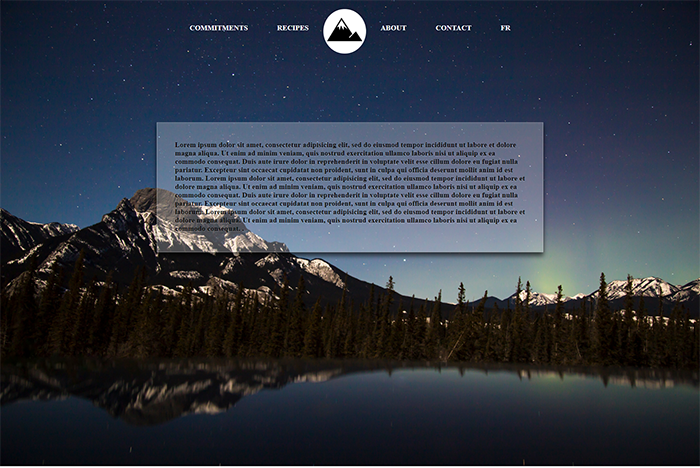 COMMITMENTS RECIPES ABOUT CONTACT FR
Lorem ipsum dolor sit amet, consectetur adipisicing elit, sed do eiusmod tempor incididunt ut labore et dolore
magna aliqua. Ut enim ad minim veniam, quis nostrud exercitation ullamco laboris nisi ut aliquip ex ea
commodo consequat. Duis aute irure dolor in reprehenderit in voluptate velit esse cillum dolore eu fugiat nulla
pariatur. Excepteur sint occaecat cupidatat non proident, sunt in culpa qui officia deserunt mollit anim id est
laborum. Lorem ipsum dolor sit amet, consectetur adipisicing elit, sed do eiusmod tempor incididunt ut labore et
dolore magna aliqua. Ut enim ad minim veniam, quis nostrud exercitation ullamco laboris nisi ut aliquip ex ea
commodo consequat. Duis aute irure dolor in reprehenderit in voluptate velit esse cillum dolore eu fugiat nulla
pariatur. Excepteur sint occaecat cupidatat non proident, sunt in culpa qui officia deserunt mollit anim id est
laborum. Lorem ipsum dolor sit amet, consectetur adipisicing elit, sed do eiusmod tempor incididunt ut labore et
dolore magna aliqua. Ut enim ad minim veniam, quis nostrud exercitation ullamco laboris nisi ut aliquip ex ea
commodo consequat.